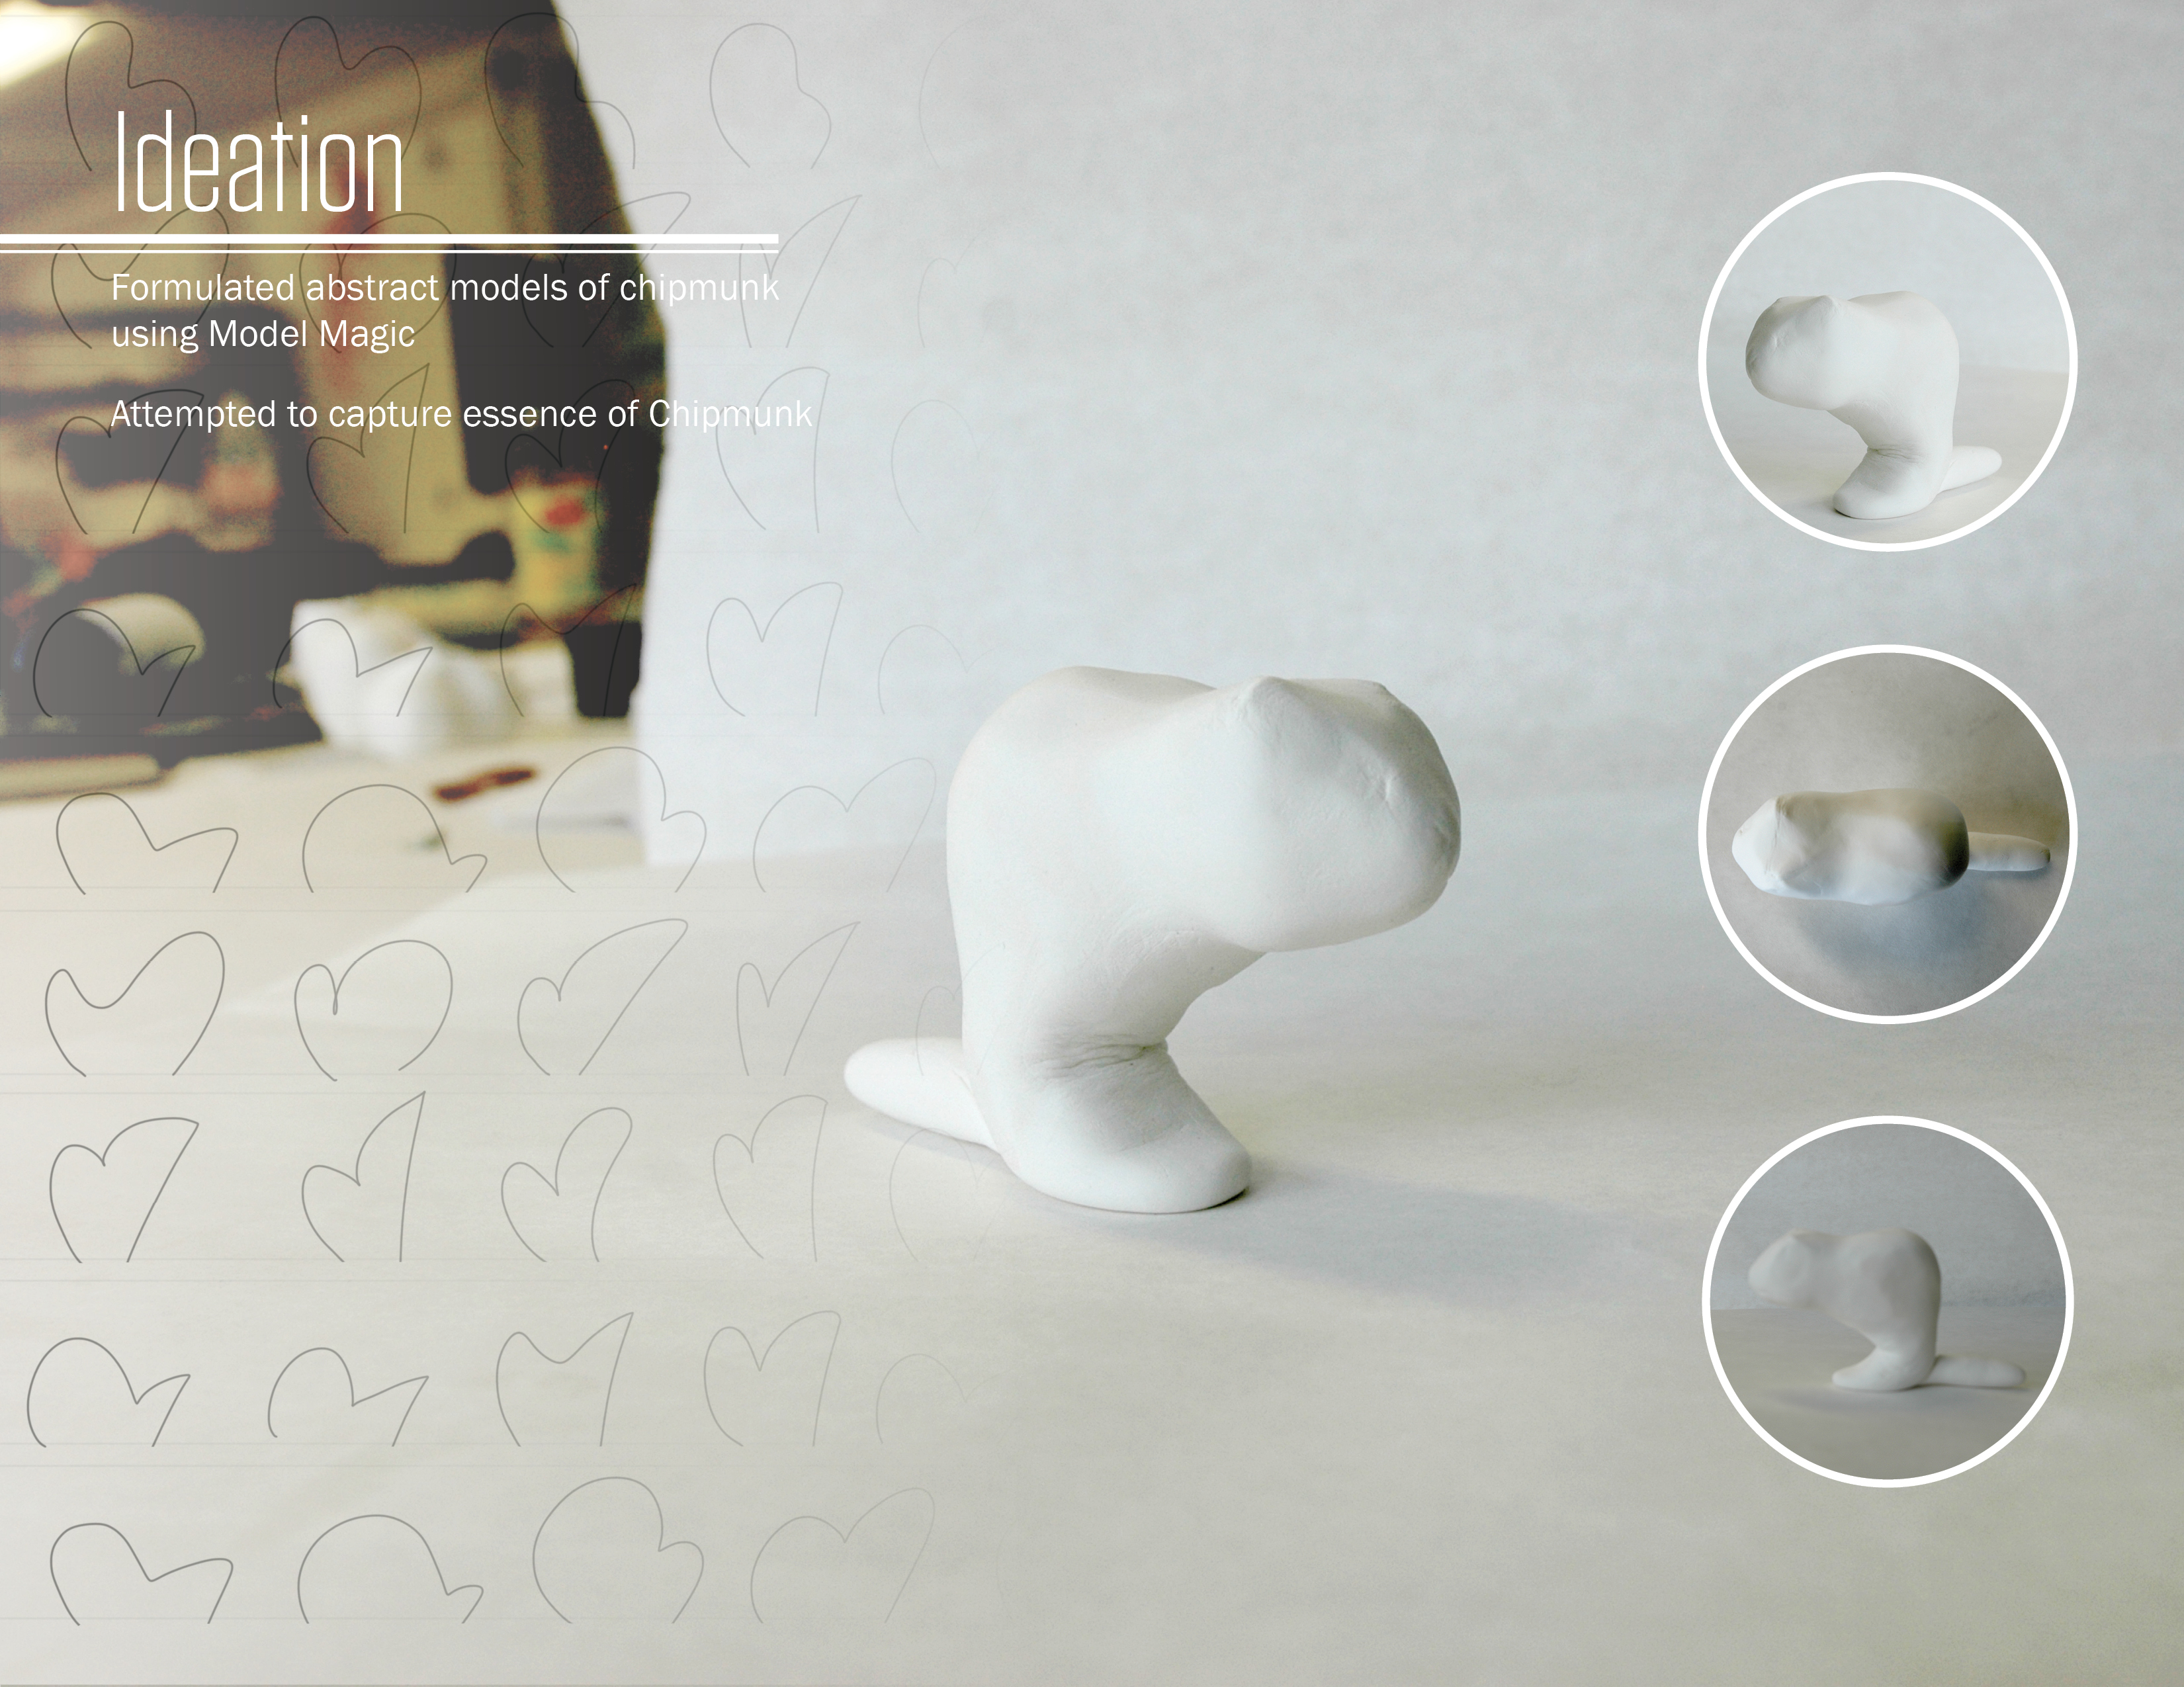 Ideation
Formulated abstract models of chipmunk
using Model Magic
Attempted to capture essence of Chipmunk